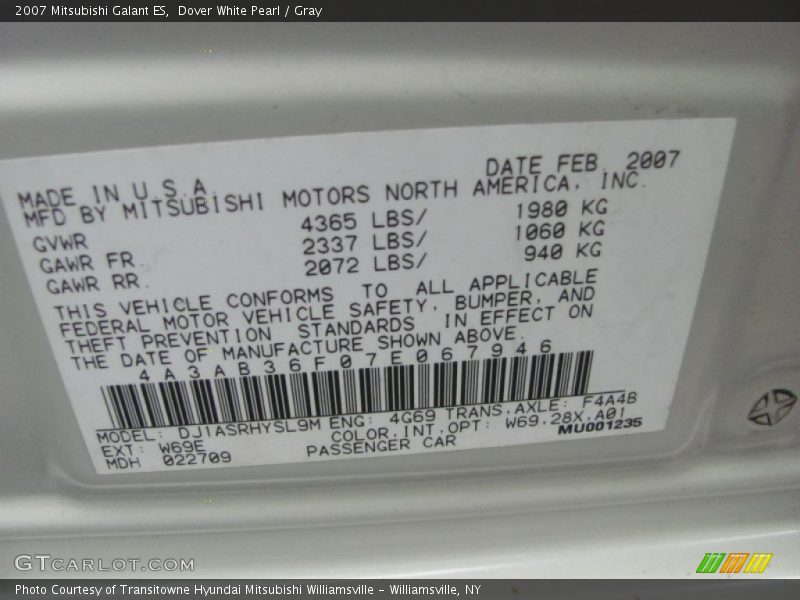 2007 Mitsubishi Galant ES, Dover White Pearl / Gray
DATE FEB. 2007
MADE IN U.S.A.
MFD BY MITSUBISHI MOTORS NORTH AMERICA, INC.
GVWR 4365 LBS/ 1980 KG
GAWR FR. 2337 LBS/ 1060 KG
GAWR RR. 2072 LBS/ 940 KG
THIS VEHICLE CONFORMS TO ALL APPLICABLE
FEDERAL MOTOR VEHICLE SAFETY, BUMPER, AND
THEFT PREVENTION STANDARDS IN EFFECT ON
THE DATE OF MANUFACTURE SHOWN ABOVE.
4A3AB36F07E067946
MODEL: DJ1ASRHYSL9M ENG: 4G69 TRANS.AXLE: F4A4B
EXT: W69E COLOR.INT.OPT: W69.28X.A01
MDH 022709 PASSENGER CAR MU001235
GTCARLOT.COM
Photo Courtesy of Transitowne Hyundai Mitsubishi Williamsville - Williamsville, NY